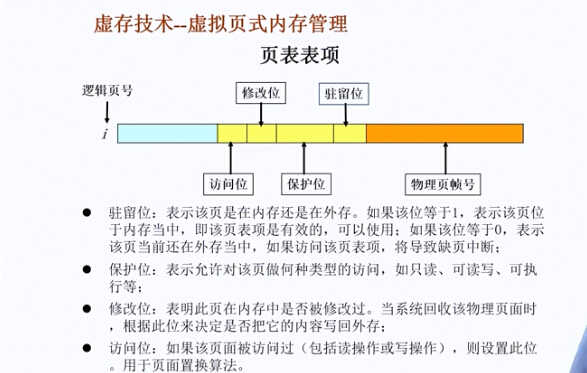 虚存技术--虚拟页式内存管理
页表表项
逻辑页号
修改位
驻留位
i
访问位
保护位
物理页帧号
● 驻留位：表示该页是在内存还是在外存。如果该位等于1，表示该页位
于内存当中，即该页表项是有效的，可以使用；如果该位等于0，表示
该页当前还在外存当中，如果访问该页表项，将导致缺页中断；
● 保护位：表示允许对该页做何种类型的访问，如只读、可读写、可执
行等；
● 修改位：表明此页在内存中是否被修改过。当系统回收该物理页面时
，根据此位来决定是否把它的内容写回外存；
● 访问位：如果该页面被访问过（包括读操作或写操作），则设置此位
。用于页面置换算法。